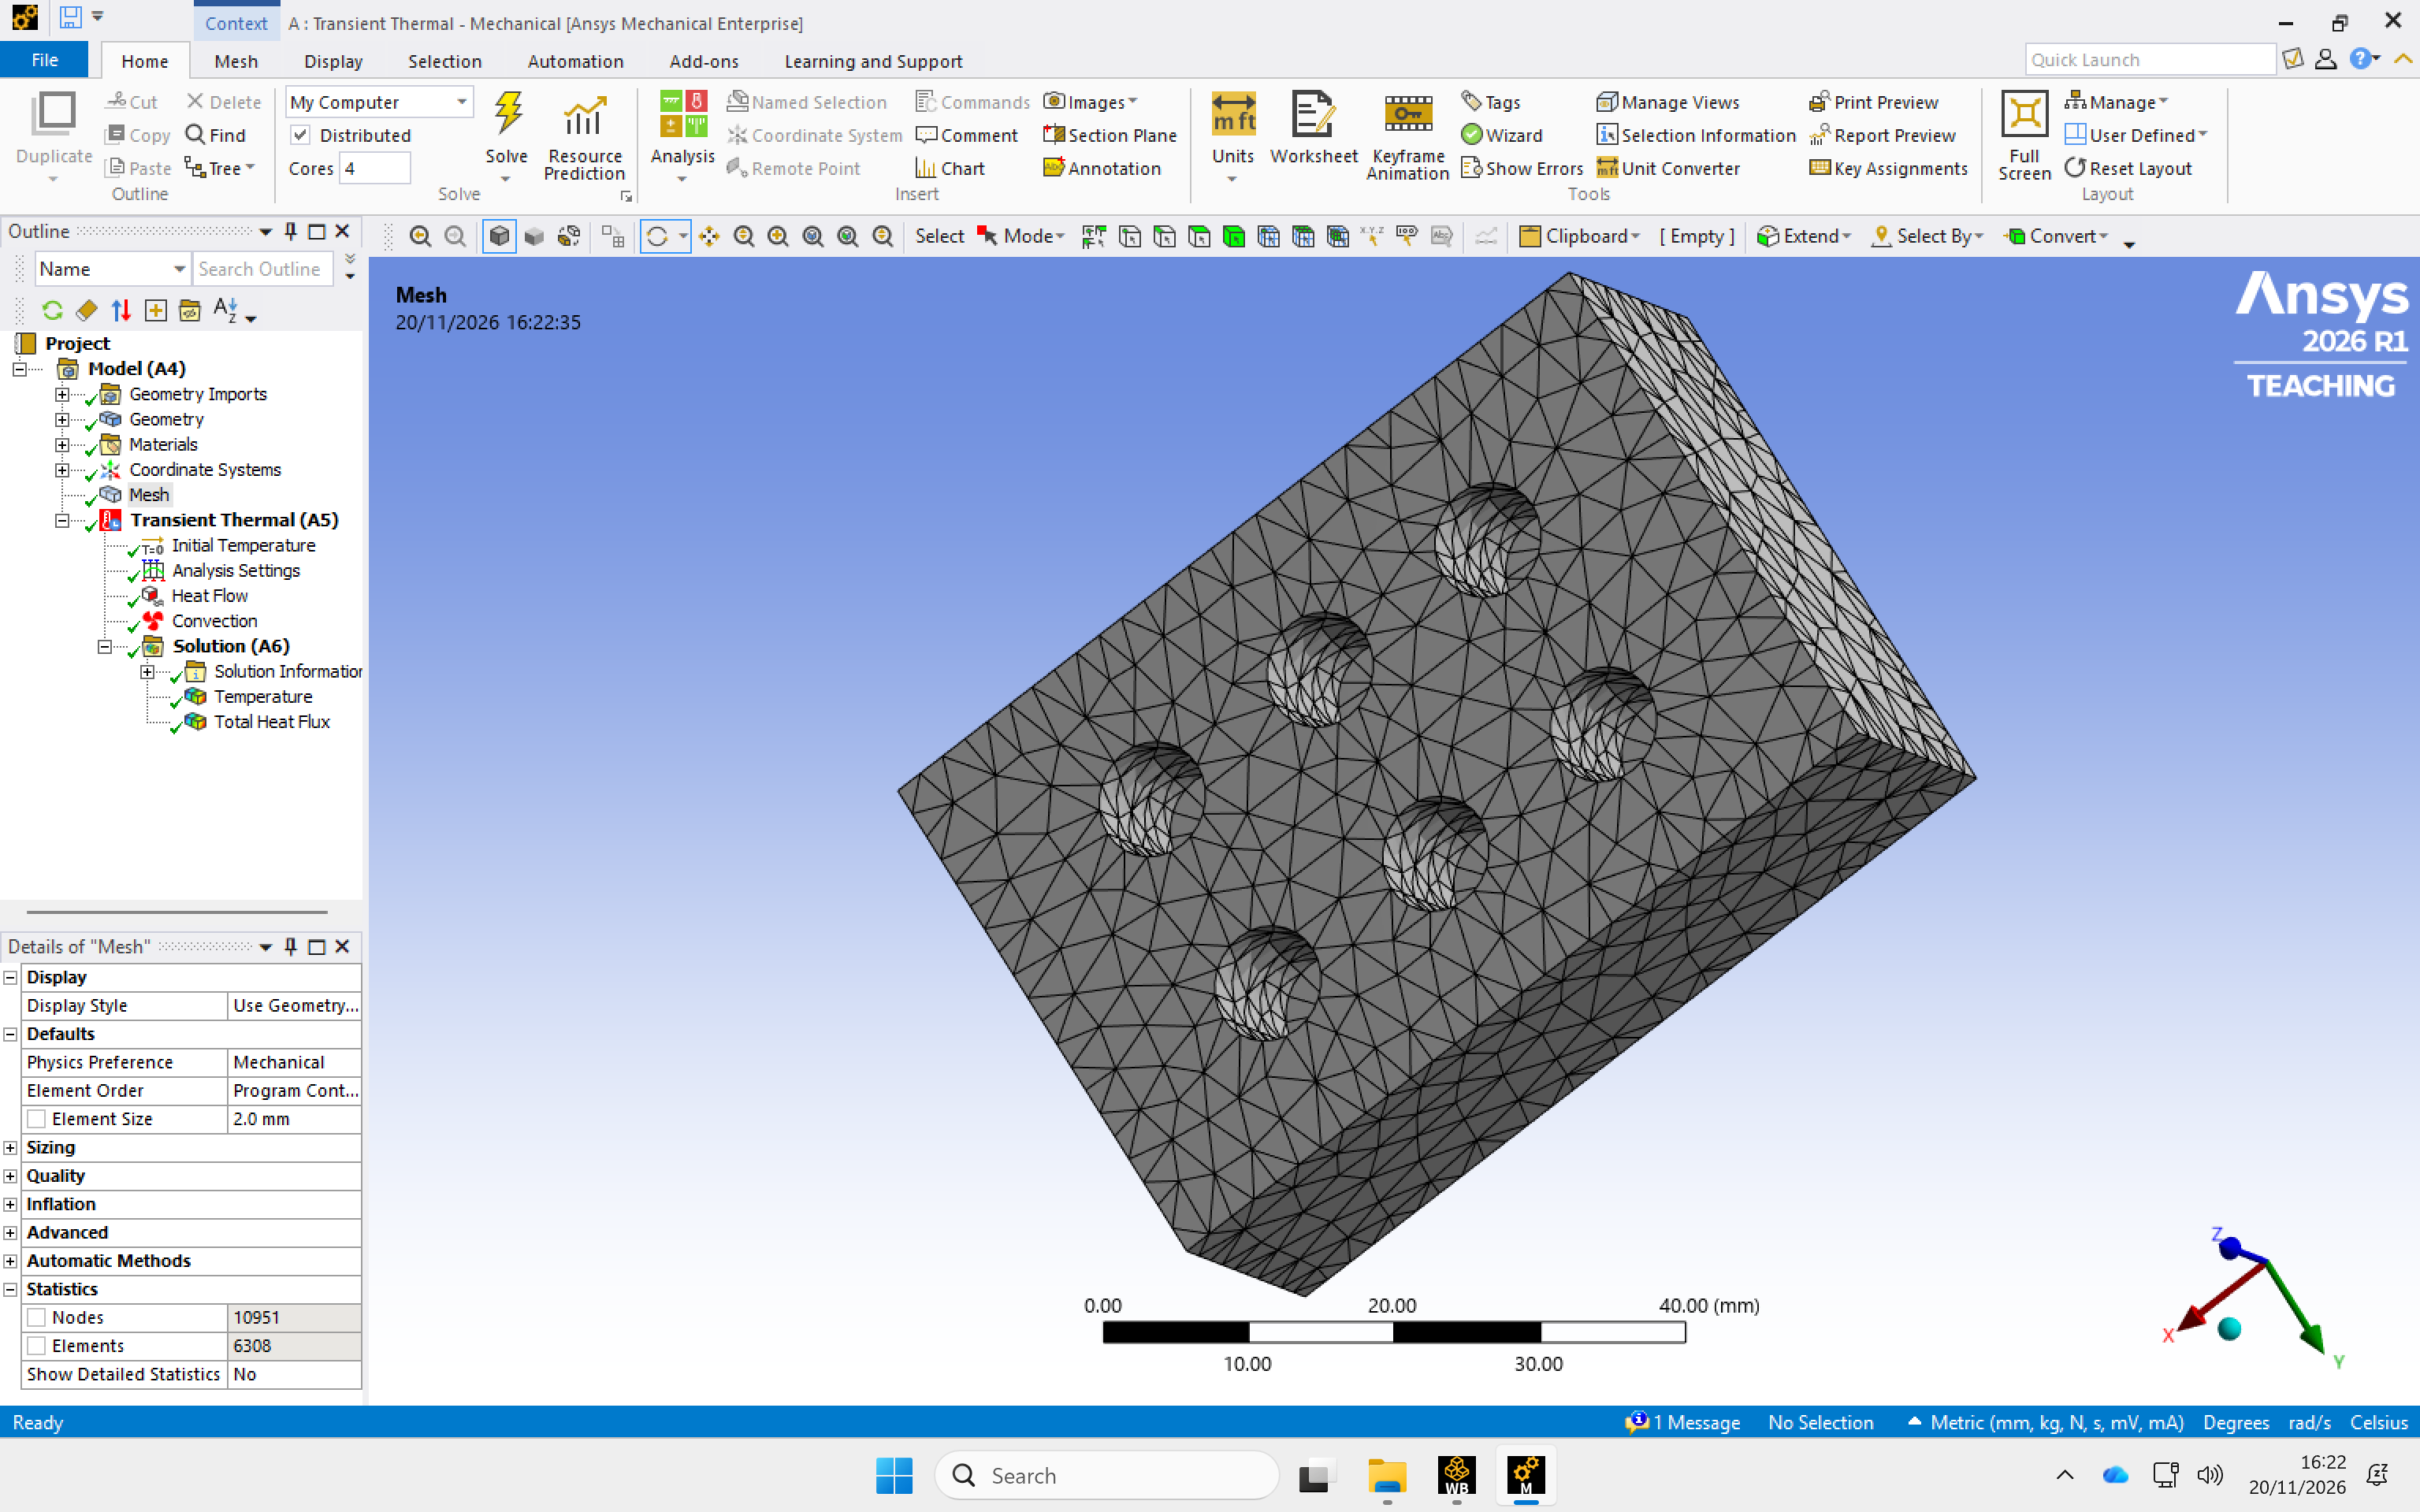 Context
A : Transient Thermal - Mechanical [Ansys Mechanical Enterprise]
File
Home
Mesh
Display
Selection
Automation
Add-ons
Learning and Support
Quick Launch
Duplicate
Cut
Copy
Paste
Delete
Find
Tree
Outline
My Computer
Distributed
Cores 4
Solve
Resource Prediction
Solve
Analysis
Named Selection
Coordinate System
Remote Point
Commands
Comment
Chart
Images
Section Plane
Annotation
Insert
Units
Worksheet
Keyframe Animation
Tags
Wizard
Show Errors
Manage Views
Selection Information
Unit Converter
Print Preview
Report Preview
Key Assignments
Tools
Full Screen
Manage
User Defined
Reset Layout
Layout
Select
Mode
Clipboard
[ Empty ]
Extend
Select By
Convert
Outline
Name
Search Outline
Project
Model (A4)
Geometry Imports
Geometry
Materials
Coordinate Systems
Mesh
Transient Thermal (A5)
Initial Temperature
Analysis Settings
Heat Flow
Convection
Solution (A6)
Solution Information
Temperature
Total Heat Flux
Details of "Mesh"
Display
Display Style Use Geometry...
Defaults
Physics Preference Mechanical
Element Order Program Cont...
Element Size 2.0 mm
Sizing
Quality
Inflation
Advanced
Automatic Methods
Statistics
Nodes 10951
Elements 6308
Show Detailed Statistics No
Mesh
20/11/2026 16:22:35
Ansys
2026 R1
TEACHING
0.00 20.00 40.00 (mm)
10.00 30.00
Z
X
Y
Ready
1 Message
No Selection
Metric (mm, kg, N, s, mV, mA)
Degrees
rad/s
Celsius
Search
WB
M
16:22
20/11/2026